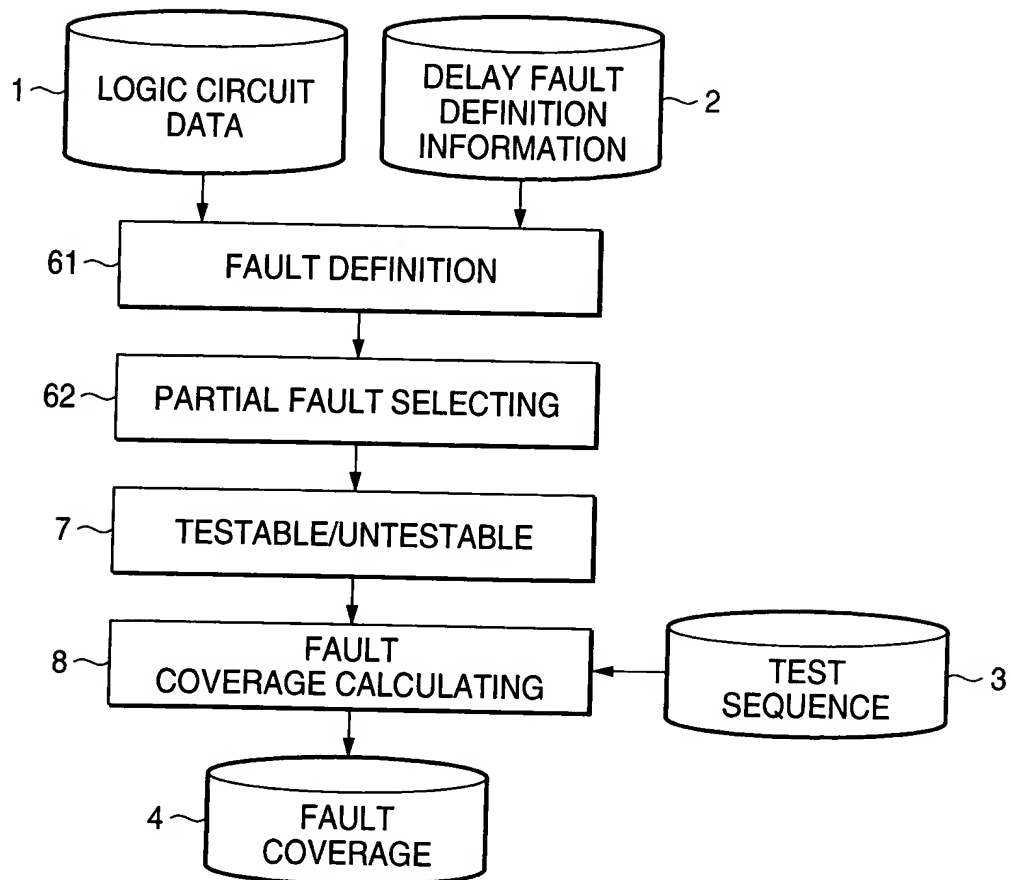 1
LOGIC CIRCUIT
DATA
DELAY FAULT
DEFINITION
INFORMATION
2
61
FAULT DEFINITION
62
PARTIAL FAULT SELECTING
7
TESTABLE/UNTESTABLE
8
FAULT
COVERAGE CALCULATING
TEST
SEQUENCE
3
4
FAULT
COVERAGE